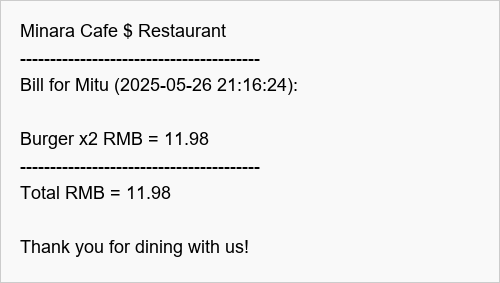 Minara Cafe $ Restaurant
----------------------------------------
Bill for Mitu (2025-05-26 21:16:24):
Burger x2 RMB = 11.98
----------------------------------------
Total RMB = 11.98
Thank you for dining with us!